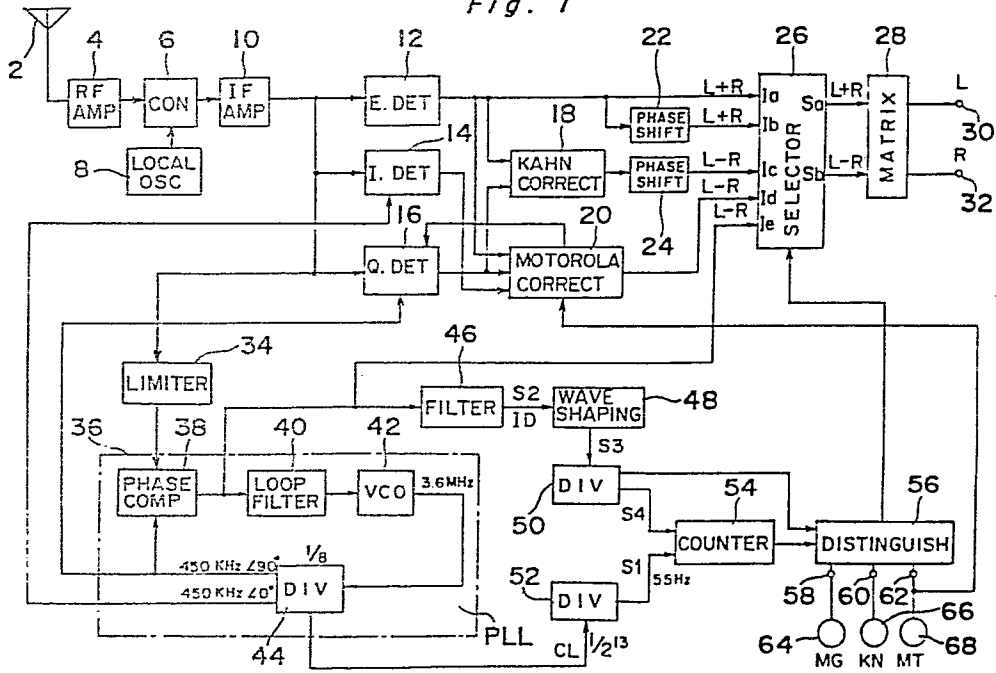 Fig. 1
2
4
6
10
12
22
26
28
RF AMP
CON
IF AMP
E. DET
L+R
Ia
Sa
L+R
L
30
PHASE SHIFT
L+R
Ib
8
LOCAL OSC
14
I. DET
18
KAHN CORRECT
PHASE SHIFT
L-R
Ic
Sb
L-R
R
32
SELECTOR
MATRIX
L-R
Id
L-R
Ie
24
16
Q. DET
20
MOTOROLA CORRECT
34
LIMITER
46
FILTER
S2
ID
WAVE SHAPING
48
S3
36
38
40
42
PHASE COMP
LOOP FILTER
VCO
3.6MHz
DIV
50
S4
54
COUNTER
56
DISTINGUISH
450 KHz ∠90°
450 KHz ∠0°
1/8
DIV
44
PLL
52
DIV
S1
55Hz
CL
1/2¹³
58
60
62
64
66
68
MG
KN
MT